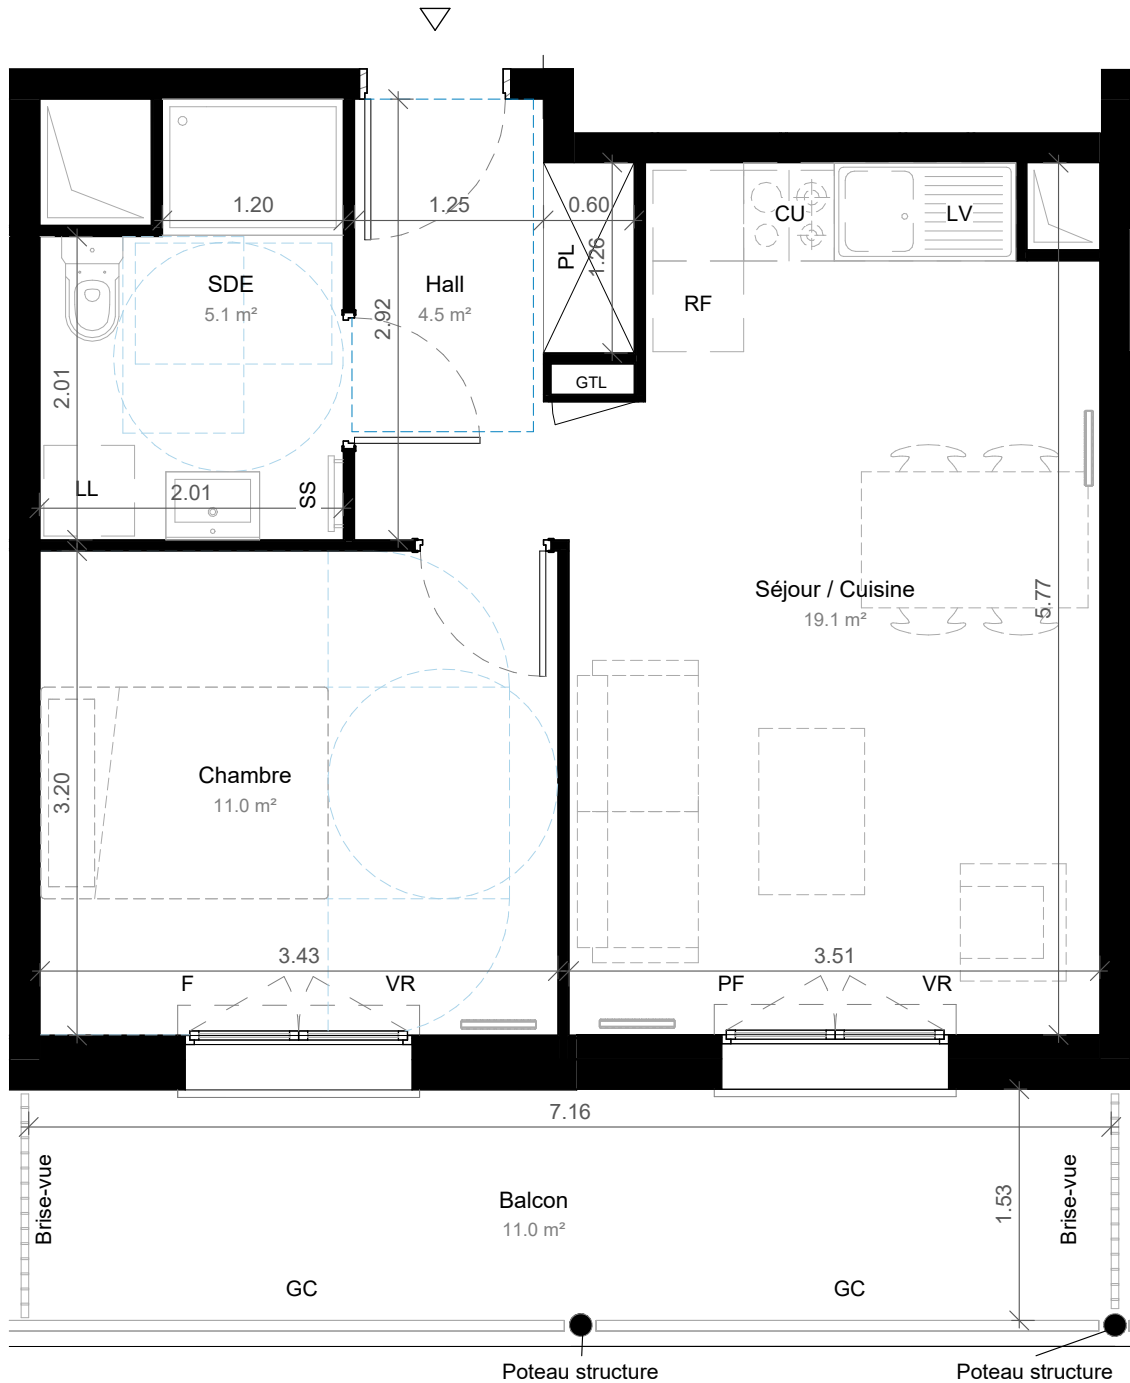 1.20
1.25
0.60
CU
LV
PL
1.26
SDE
5.1 m²
Hall
4.5 m²
2.92
RF
2.01
GTL
LL
2.01
SS
Séjour / Cuisine
19.1 m²
5.77
Chambre
11.0 m²
3.20
3.43
3.51
F
VR
PF
VR
7.16
Brise-vue
Balcon
11.0 m²
1.53
Brise-vue
GC
GC
Poteau structure
Poteau structure